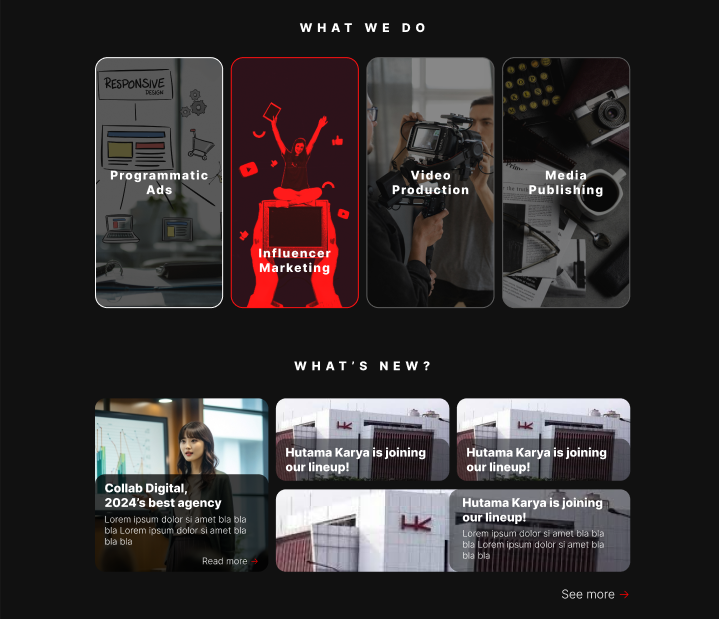 WHAT WE DO
RESPONSIVE
DESIGN
Programmatic
Ads
Influencer
Marketing
Video
Production
Media
Publishing
WHAT'S NEW?
Collab Digital,
2024's best agency
Lorem ipsum dolor si amet bla bla
bla Lorem ipsum dolor si amet bla
bla bla
Read more →
HK
Hutama Karya is joining
our lineup!
HK
Hutama Karya is joining
our lineup!
HK
Hutama Karya is joining
our lineup!
Lorem ipsum dolor si amet bla bla
bla Lorem ipsum dolor si amet bla
bla bla
See more →